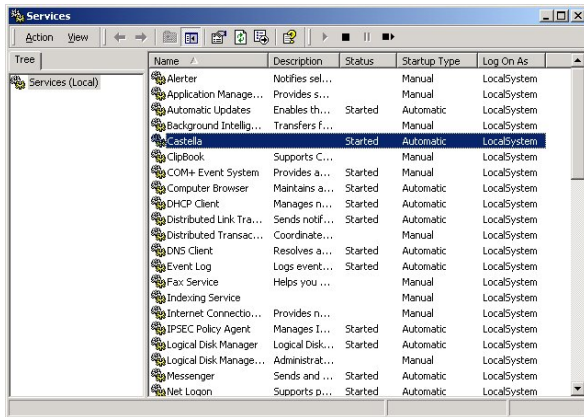 Services
Action View
Tree
Services (Local)
Name Description Status Startup Type Log On As
Alerter Notifies sel... Manual LocalSystem
Application Manage... Provides s... Manual LocalSystem
Automatic Updates Enables th... Started Automatic LocalSystem
Background Intellig... Transfers f... Manual LocalSystem
Castella Started Automatic LocalSystem
ClipBook Supports C... Manual LocalSystem
COM+ Event System Provides a... Started Manual LocalSystem
Computer Browser Maintains a... Started Automatic LocalSystem
DHCP Client Manages n... Started Automatic LocalSystem
Distributed Link Tra... Sends notif... Started Automatic LocalSystem
Distributed Transac... Coordinate... Manual LocalSystem
DNS Client Resolves a... Started Automatic LocalSystem
Event Log Logs event... Started Automatic LocalSystem
Fax Service Helps you ... Manual LocalSystem
Indexing Service Manual LocalSystem
Internet Connectio... Provides n... Manual LocalSystem
IPSEC Policy Agent Manages I... Started Automatic LocalSystem
Logical Disk Manager Logical Disk... Started Automatic LocalSystem
Logical Disk Manage... Administrat... Manual LocalSystem
Messenger Sends and ... Started Automatic LocalSystem
Net Logon Supports p... Started Automatic LocalSystem